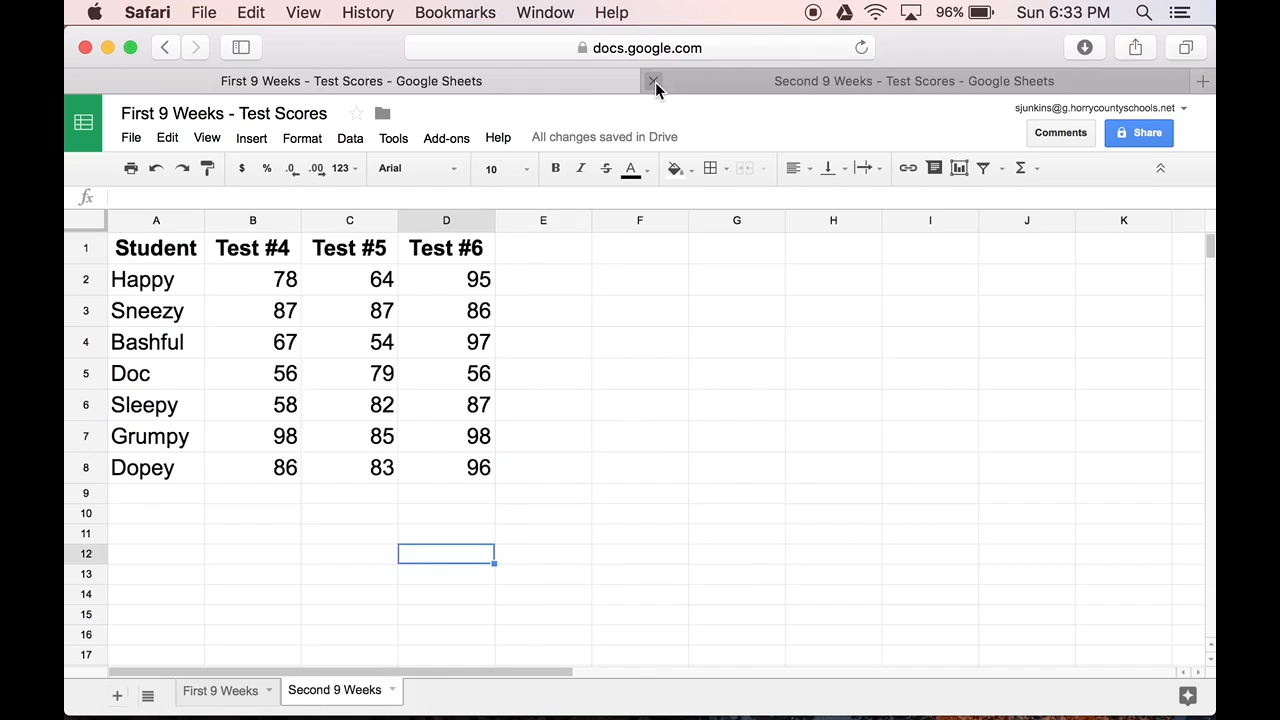 Safari File Edit View History Bookmarks Window Help 96% Sun 6:33 PM
docs.google.com
First 9 Weeks - Test Scores - Google Sheets Second 9 Weeks - Test Scores - Google Sheets
First 9 Weeks - Test Scores sjunkins@g.horrycountyschools.net
File Edit View Insert Format Data Tools Add-ons Help All changes saved in Drive Comments Share
$ % .0 .00 123 Arial 10 B I S A Σ
fx
A B C D E F G H I J K
1 Student Test #4 Test #5 Test #6
2 Happy 78 64 95
3 Sneezy 87 87 86
4 Bashful 67 54 97
5 Doc 56 79 56
6 Sleepy 58 82 87
7 Grumpy 98 85 98
8 Dopey 86 83 96
9
10
11
12
13
14
15
16
17
First 9 Weeks Second 9 Weeks